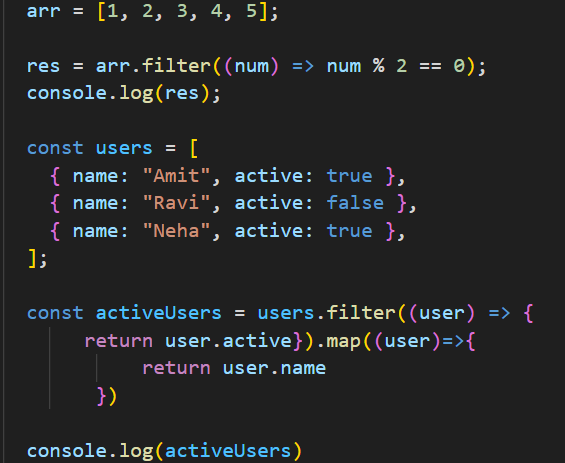 arr = [1, 2, 3, 4, 5];
res = arr.filter((num) => num % 2 == 0);
console.log(res);
const users = [
  { name: "Amit", active: true },
  { name: "Ravi", active: false },
  { name: "Neha", active: true },
];
const activeUsers = users.filter((user) => {
     return user.active}).map((user)=>{
          return user.name
      })
console.log(activeUsers)